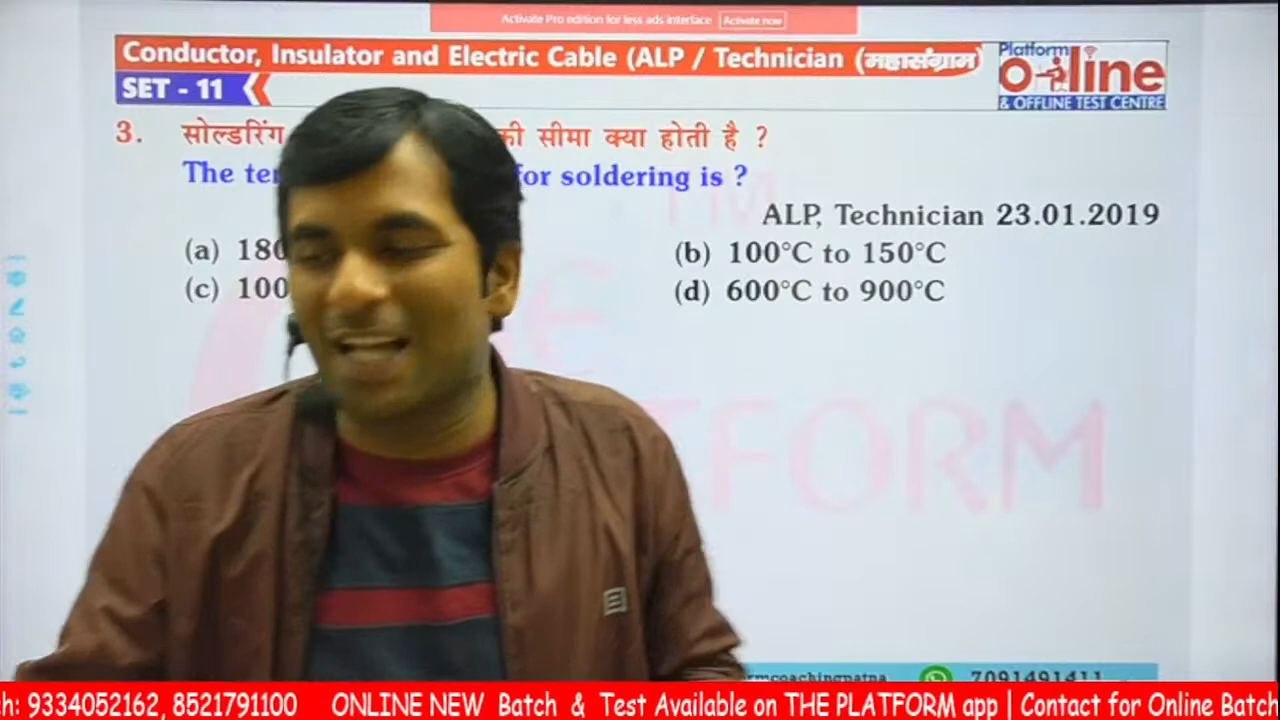 Activate Pro edition for less ads interface Activate now
Conductor, Insulator and Electric Cable (ALP / Technician (महासंग्राम)
SET - 11
Platform
online
& OFFLINE TEST CENTRE
3. सोल्डरिंग की सीमा क्या होती है ?
The for soldering is ?
ALP, Technician 23.01.2019
(a) 180 (b) 100°C to 150°C
(c) 100 (d) 600°C to 900°C
FORM
7091491411
9334052162, 8521791100 ONLINE NEW Batch & Test Available on THE PLATFORM app | Contact for Online Batch